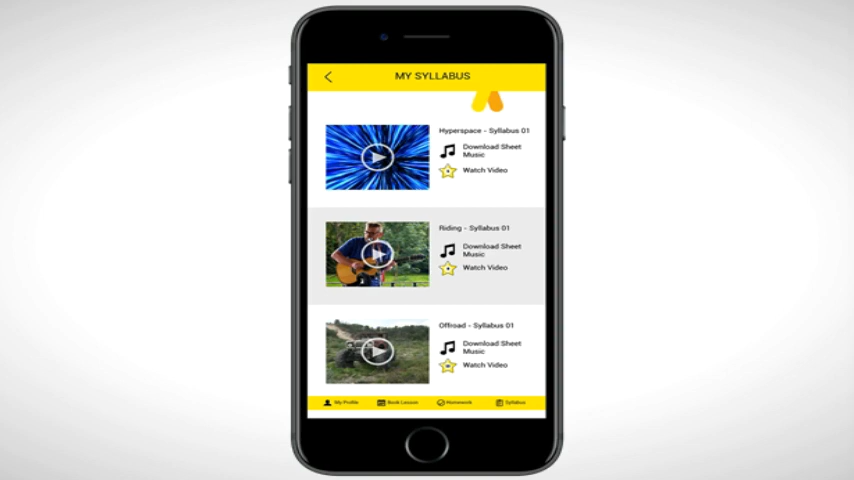 MY SYLLABUS
Hyperspace - Syllabus 01
Download Sheet
Music
Watch Video
Riding - Syllabus 01
Download Sheet
Music
Watch Video
Offroad - Syllabus 01
Download Sheet
Music
Watch Video
My Profile
Book Lesson
Homework
Syllabus